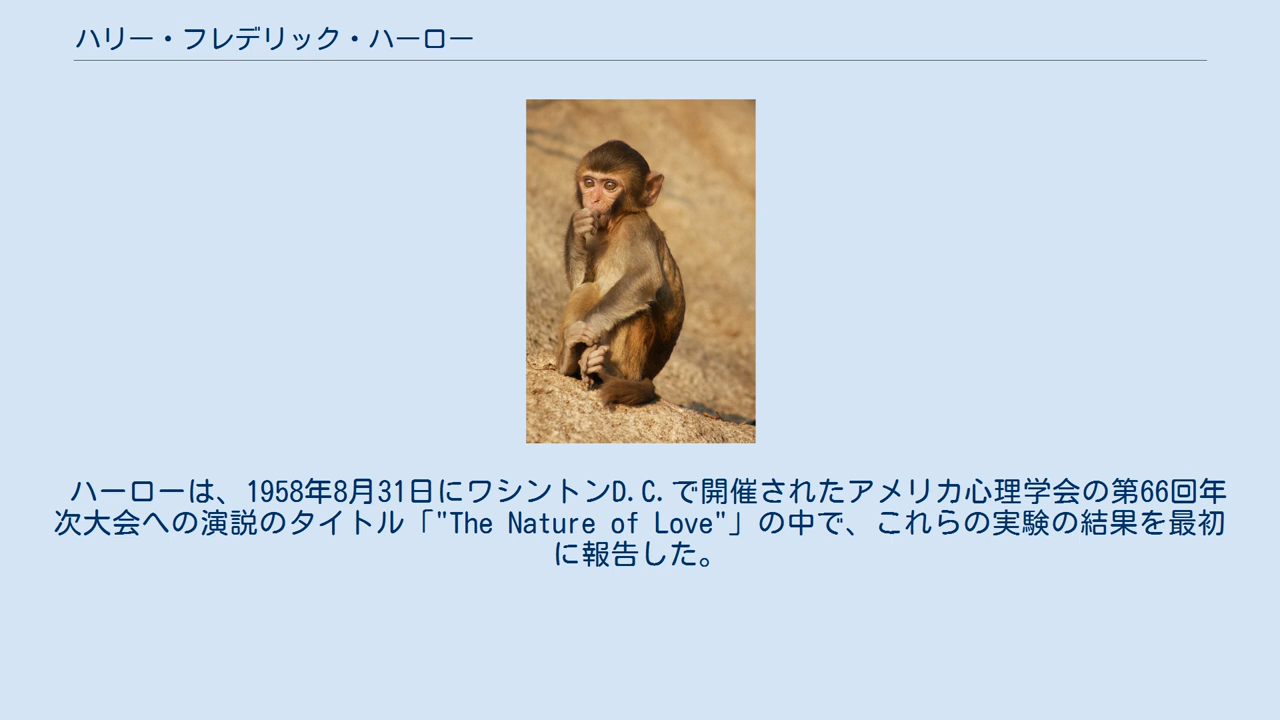 ハリー・フレデリック・ハーロー
ハーローは、1958年8月31日にワシントンD.C.で開催されたアメリカ心理学会の第66回年
次大会への演説のタイトル「"The Nature of Love"」の中で、これらの実験の結果を最初
に報告した。